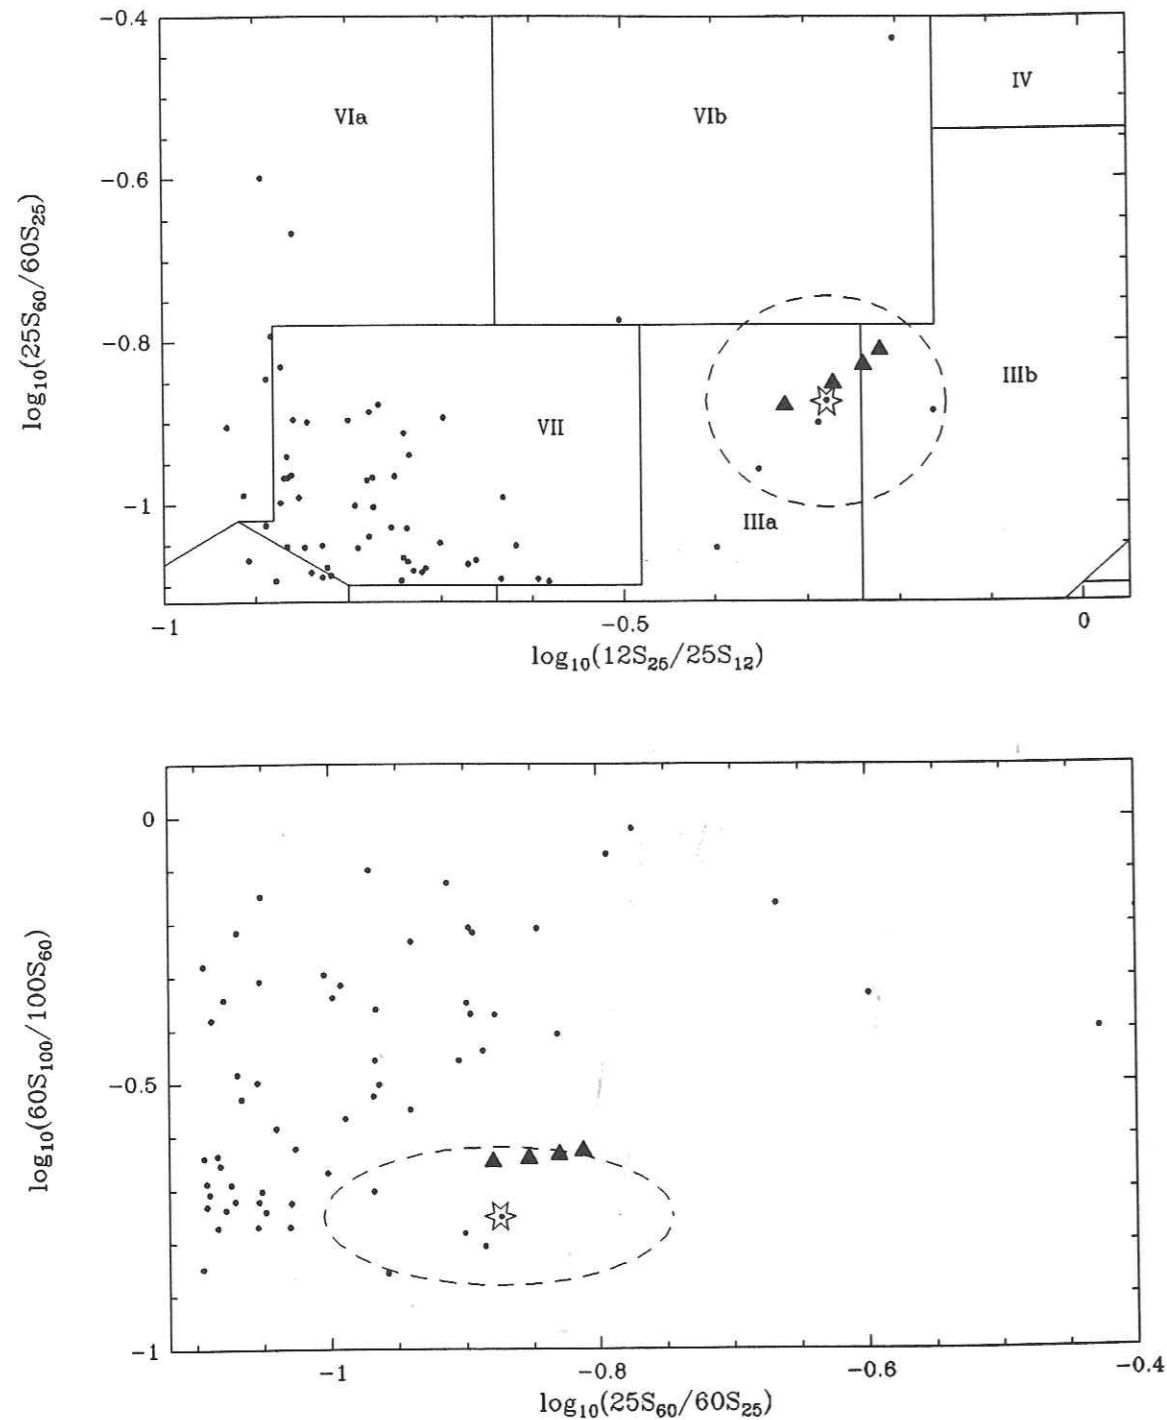 −0.4
IV
VIa
VIb
−0.6
−0.8
IIIb
VII
−1
IIIa
−1
−0.5
0
log₁₀(25S₆₀/60S₂₅)
log₁₀(12S₂₅/25S₁₂)
0
−0.5
−1
log₁₀(60S₁₀₀/100S₆₀)
−1
−0.8
−0.6
−0.4
log₁₀(25S₆₀/60S₂₅)